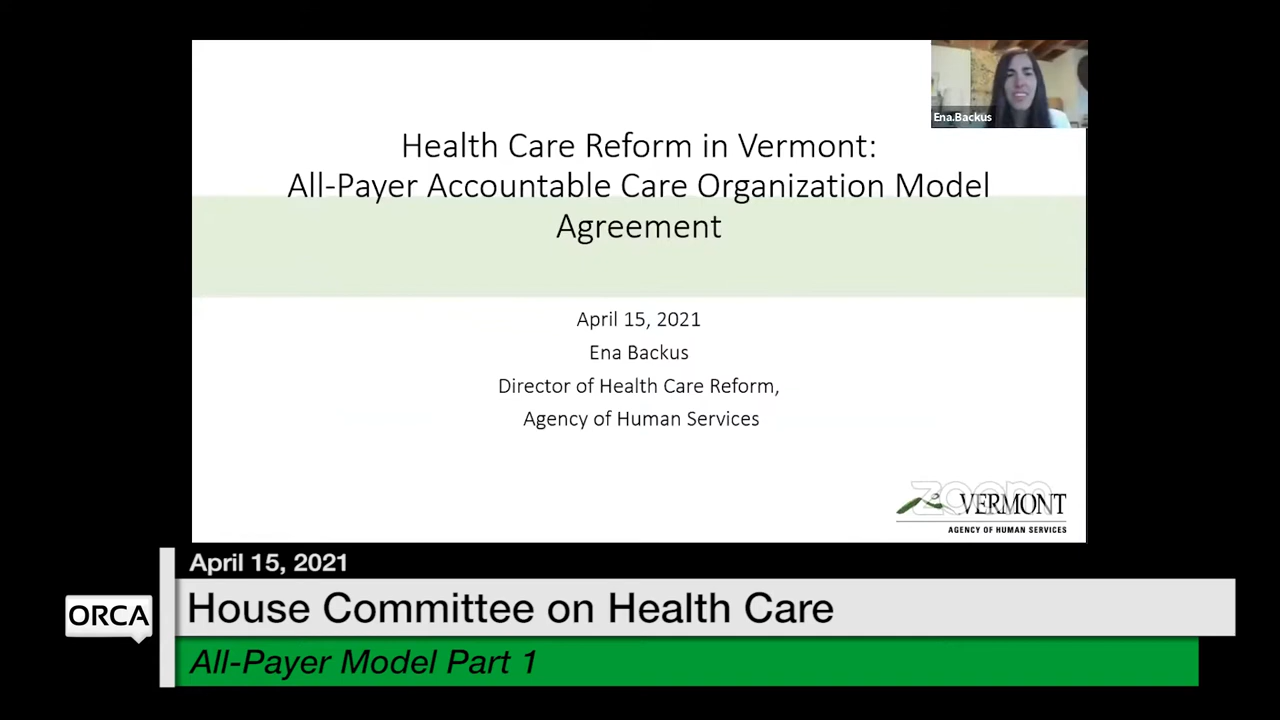 Ena.Backus
Health Care Reform in Vermont:
All-Payer Accountable Care Organization Model
Agreement
April 15, 2021
Ena Backus
Director of Health Care Reform,
Agency of Human Services
zoom
VERMONT
AGENCY OF HUMAN SERVICES
April 15, 2021
ORCA
House Committee on Health Care
All-Payer Model Part 1